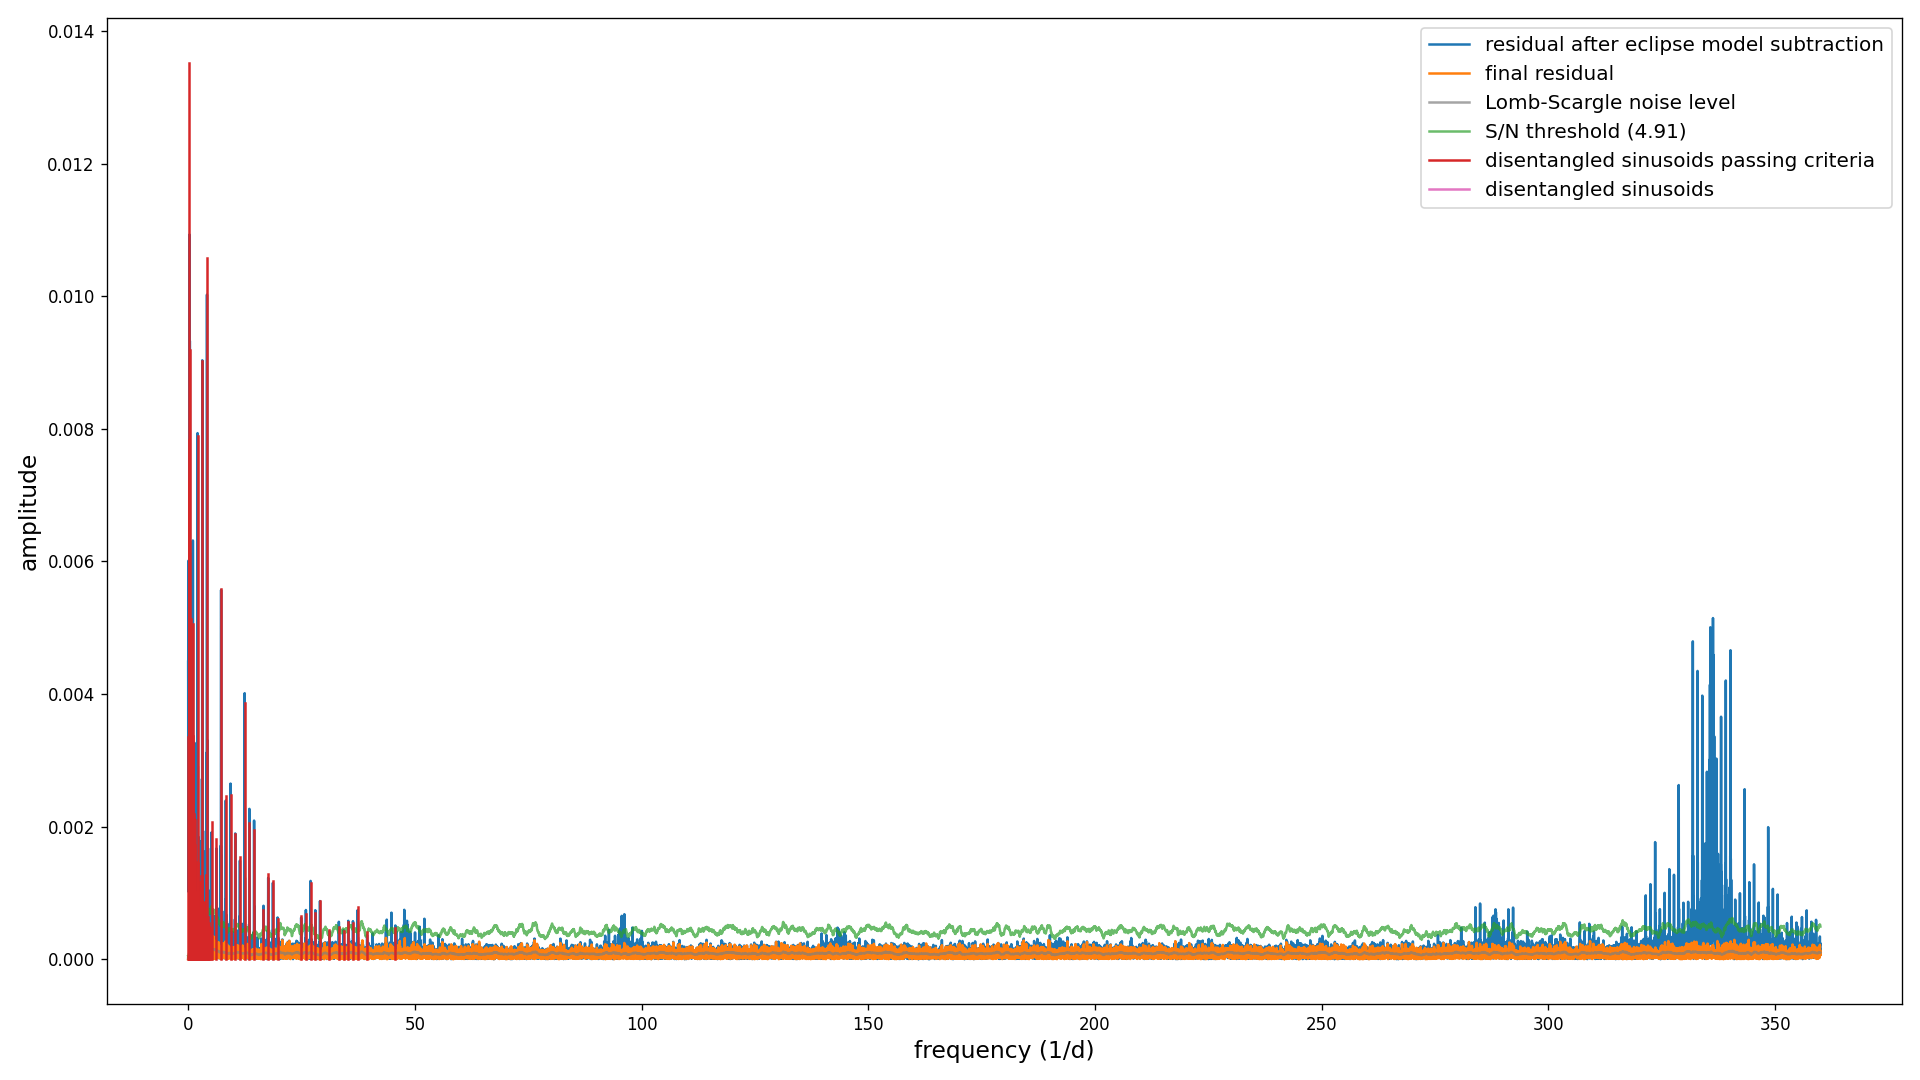 residual after eclipse model subtraction
final residual
Lomb-Scargle noise level
S/N threshold (4.91)
disentangled sinusoids passing criteria
disentangled sinusoids
0.014
0.012
0.010
0.008
0.006
0.004
0.002
0.000
amplitude
0 50 100 150 200 250 300 350
frequency (1/d)